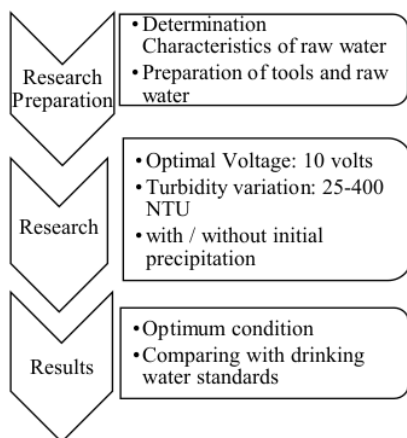 Research
Preparation
• Determination
Characteristics of raw water
• Preparation of tools and raw
water
Research
• Optimal Voltage: 10 volts
• Turbidity variation: 25-400
NTU
• with / without initial
precipitation
Results
• Optimum condition
• Comparing with drinking
water standards